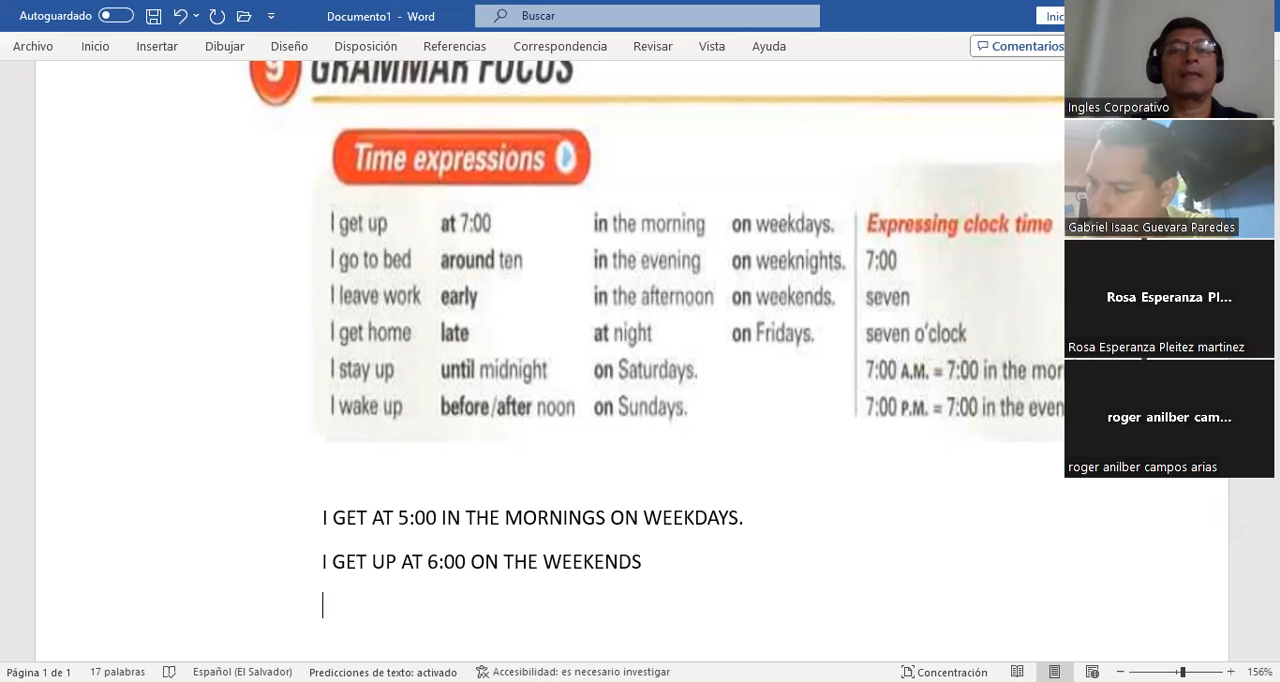 Autoguardado
Documento1 - Word
Buscar
Inic
Archivo Inicio Insertar Dibujar Diseño Disposición Referencias Correspondencia Revisar Vista Ayuda
Comentarios
9 GRAMMAR FOCUS
Time expressions
I get up at 7:00 in the morning on weekdays.
I go to bed around ten in the evening on weeknights.
I leave work early in the afternoon on weekends.
I get home late at night on Fridays.
I stay up until midnight on Saturdays.
I wake up before/after noon on Sundays.
Expressing clock time
7:00
seven
seven o'clock
7:00 A.M. = 7:00 in the mor
7:00 P.M. = 7:00 in the even
I GET AT 5:00 IN THE MORNINGS ON WEEKDAYS.
I GET UP AT 6:00 ON THE WEEKENDS
Ingles Corporativo
Gabriel Isaac Guevara Paredes
Rosa Esperanza Pl...
Rosa Esperanza Pleitez martinez
roger anilber cam...
roger anilber campos arias
Página 1 de 1 17 palabras Español (El Salvador) Predicciones de texto: activado Accesibilidad: es necesario investigar Concentración 156%